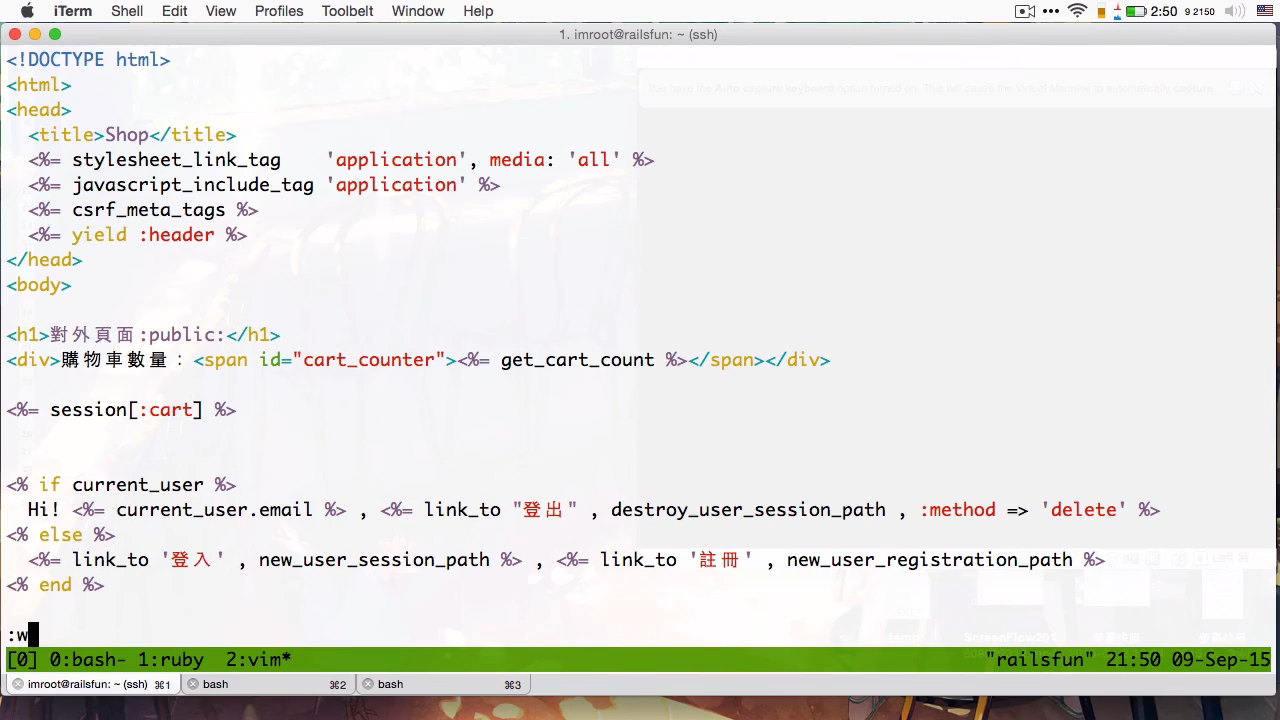 iTerm Shell Edit View Profiles Toolbelt Window Help 2:50 9 2150
1. imroot@railsfun: ~ (ssh)
<!DOCTYPE html>
<html>
<head>
  <title>Shop</title>
  <%= stylesheet_link_tag    'application', media: 'all' %>
  <%= javascript_include_tag 'application' %>
  <%= csrf_meta_tags %>
  <%= yield :header %>
</head>
<body>
<h1>對外頁面:public:</h1>
<div>購物車數量：<span id="cart_counter"><%= get_cart_count %></span></div>
<%= session[:cart] %>
<% if current_user %>
  Hi! <%= current_user.email %> , <%= link_to "登出" , destroy_user_session_path , :method => 'delete' %>
<% else %>
  <%= link_to '登入' , new_user_session_path %> , <%= link_to '註冊' , new_user_registration_path %>
<% end %>
:w
[0] 0:bash- 1:ruby  2:vim* "railsfun" 21:50 09-Sep-15
imroot@railsfun: ~ (ssh) ⌘1 bash ⌘2 bash ⌘3